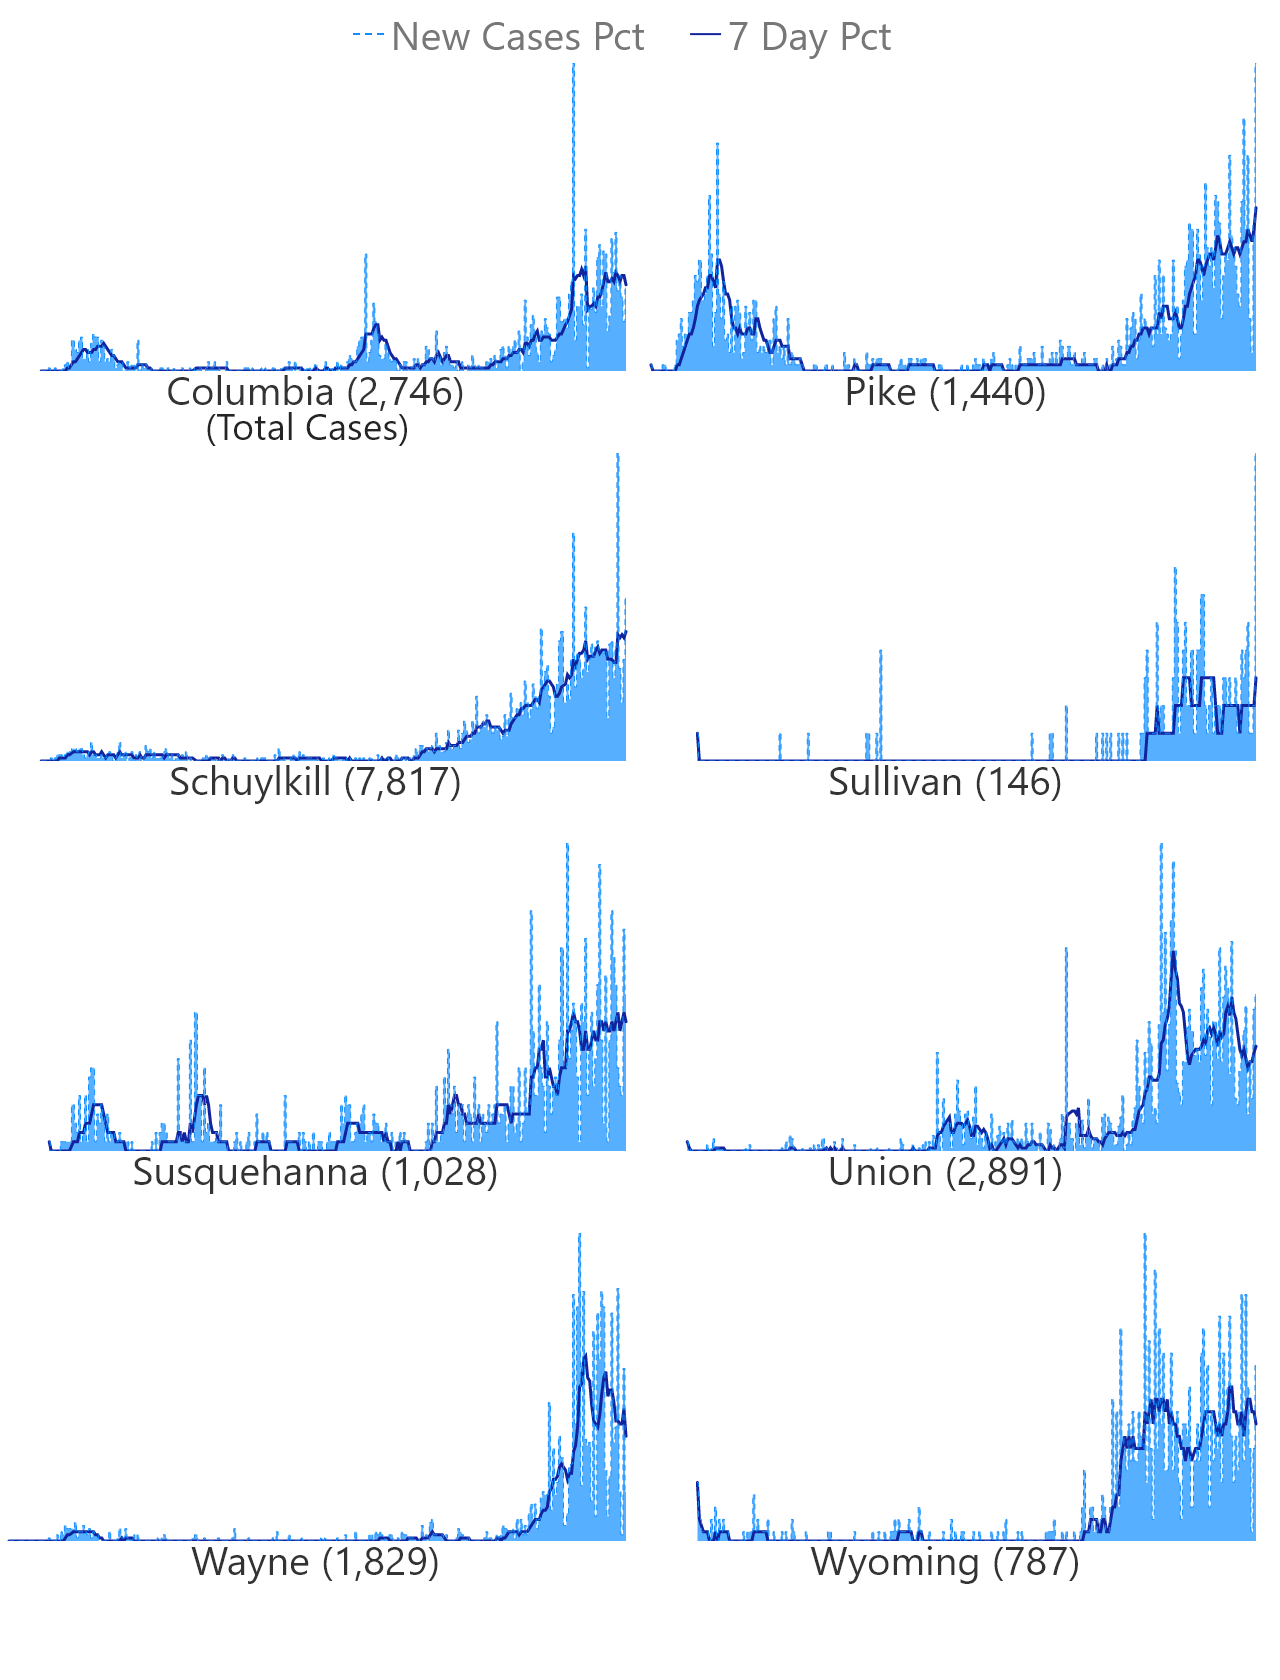 New Cases Pct 7 Day Pct
Columbia (2,746)
(Total Cases)
Pike (1,440)
Schuylkill (7,817)
Sullivan (146)
Susquehanna (1,028)
Union (2,891)
Wayne (1,829)
Wyoming (787)